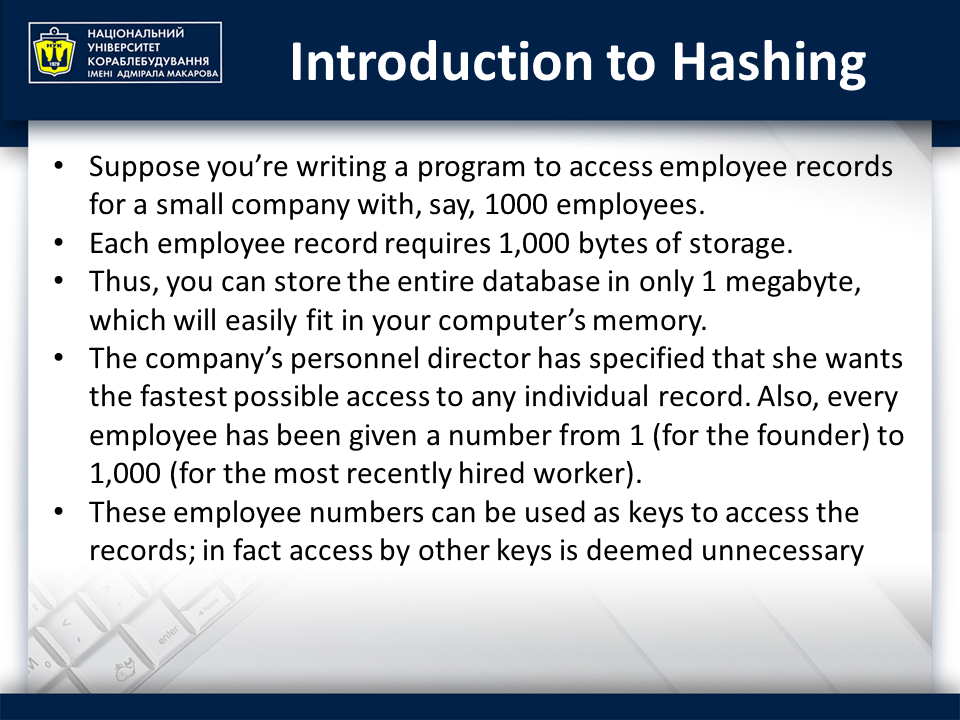 НАЦІОНАЛЬНИЙ
УНІВЕРСИТЕТ
КОРАБЛЕБУДУВАННЯ
ІМЕНІ АДМІРАЛА МАКАРОВА
НУК
1920
Introduction to Hashing
• Suppose you’re writing a program to access employee records
for a small company with, say, 1000 employees.
• Each employee record requires 1,000 bytes of storage.
• Thus, you can store the entire database in only 1 megabyte,
which will easily fit in your computer’s memory.
• The company’s personnel director has specified that she wants
the fastest possible access to any individual record. Also, every
employee has been given a number from 1 (for the founder) to
1,000 (for the most recently hired worker).
• These employee numbers can be used as keys to access the
records; in fact access by other keys is deemed unnecessary
enter